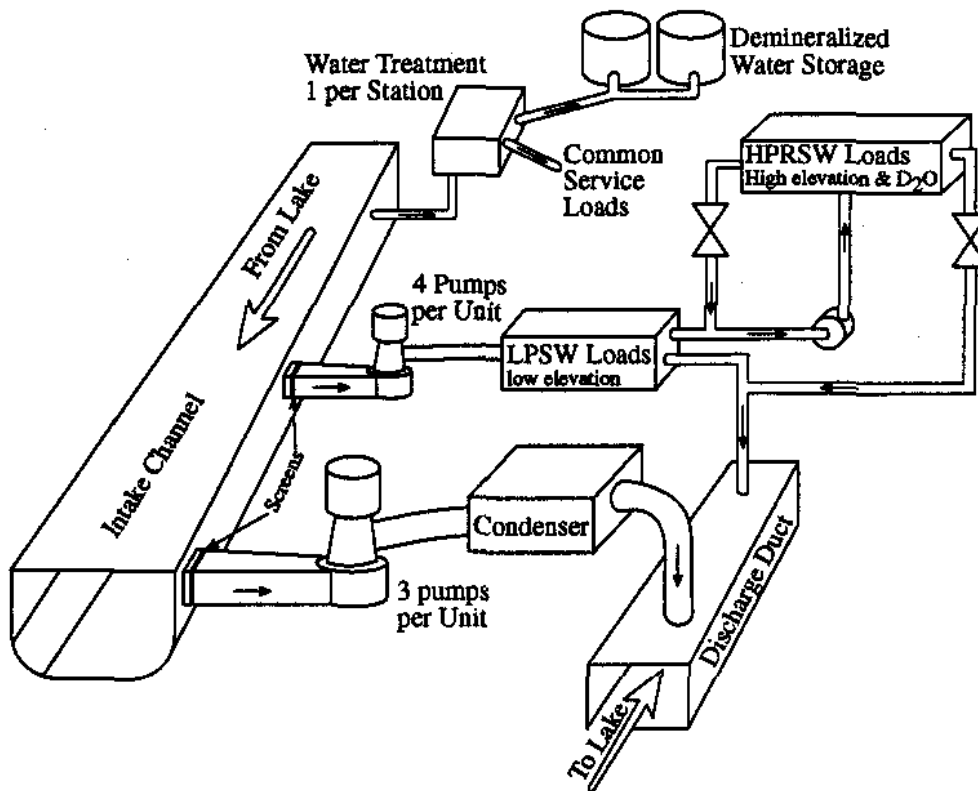 Demineralized
Water Storage
Water Treatment
1 per Station
Common
Service
Loads
HPRSW Loads
High elevation & D₂O
From Lake
4 Pumps
per Unit
LPSW Loads
low elevation
Intake Channel
Screens
Condenser
3 pumps
per Unit
Discharge Duct
To Lake